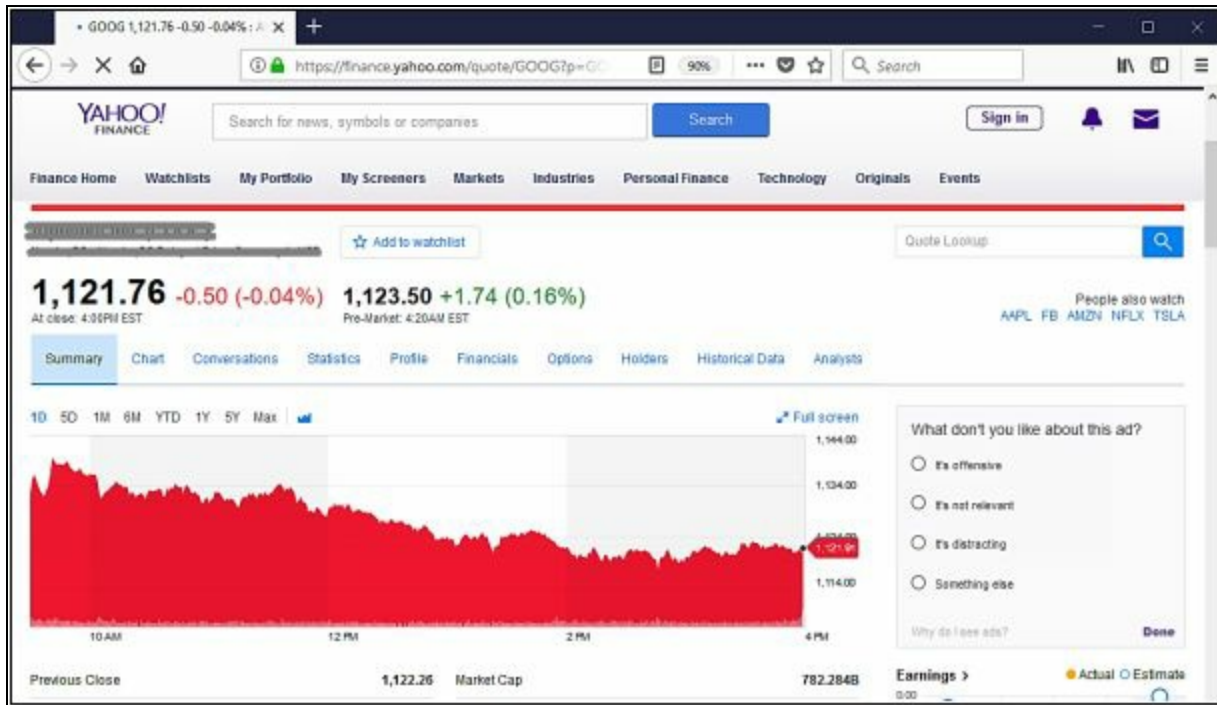 GOOG 1,121.76 -0.50 -0.04% : A
https://finance.yahoo.com/quote/GOOG?p=GO
90%
Search
YAHOO!
FINANCE
Search for news, symbols or companies
Search
Sign in
Finance Home Watchlists My Portfolio My Screeners Markets Industries Personal Finance Technology Originals Events
Add to watchlist
Quote Lookup
1,121.76 -0.50 (-0.04%) 1,123.50 +1.74 (0.16%)
At close: 4:00PM EST Pre-Market: 4:20AM EST
People also watch
AAPL FB AMZN NFLX TSLA
Summary Chart Conversations Statistics Profile Financials Options Holders Historical Data Analysts
1D 5D 1M 6M YTD 1Y 5Y Max
Full screen
1,144.00
1,134.00
1,114.00
10 AM 12 PM 2 PM 4 PM
What don't you like about this ad?
It's offensive
It's not relevant
It's distracting
Something else
Why do I see ads? Done
Previous Close 1,122.26 Market Cap 782.284B
Earnings > Actual Estimate
0.00